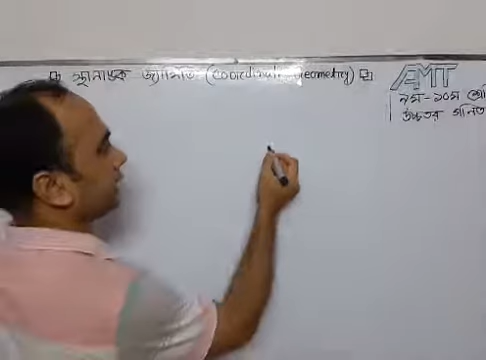 স্থানাঙ্ক জ্যামিতি (Coordinate Geometry)
AMT
৯ম-১০ম শ্রেণি
উচ্চতর গণিত